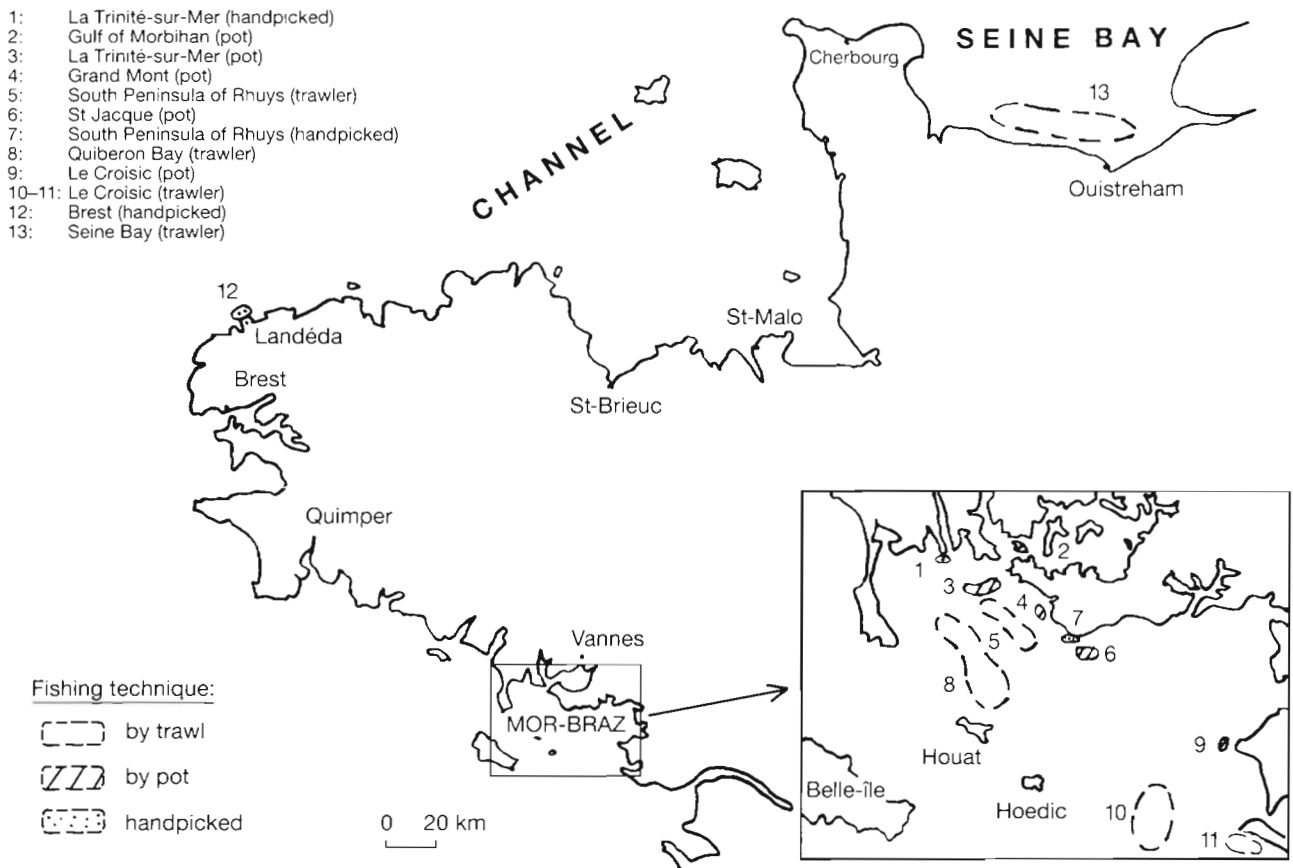 1: La Trinité-sur-Mer (handpicked)
2: Gulf of Morbihan (pot)
3: La Trinité-sur-Mer (pot)
4: Grand Mont (pot)
5: South Peninsula of Rhuys (trawler)
6: St Jacque (pot)
7: South Peninsula of Rhuys (handpicked)
8: Quiberon Bay (trawler)
9: Le Croisic (pot)
10–11: Le Croisic (trawler)
12: Brest (handpicked)
13: Seine Bay (trawler)
SEINE BAY
Cherbourg
13
Ouistreham
CHANNEL
12
Landéda
Brest
St-Malo
St-Brieuc
Quimper
Vannes
MOR-BRAZ
Fishing technique:
by trawl
by pot
handpicked
0 20 km
1
2
3
4
7
5
6
8
Houat
9
Belle-île
Hoedic
10
11